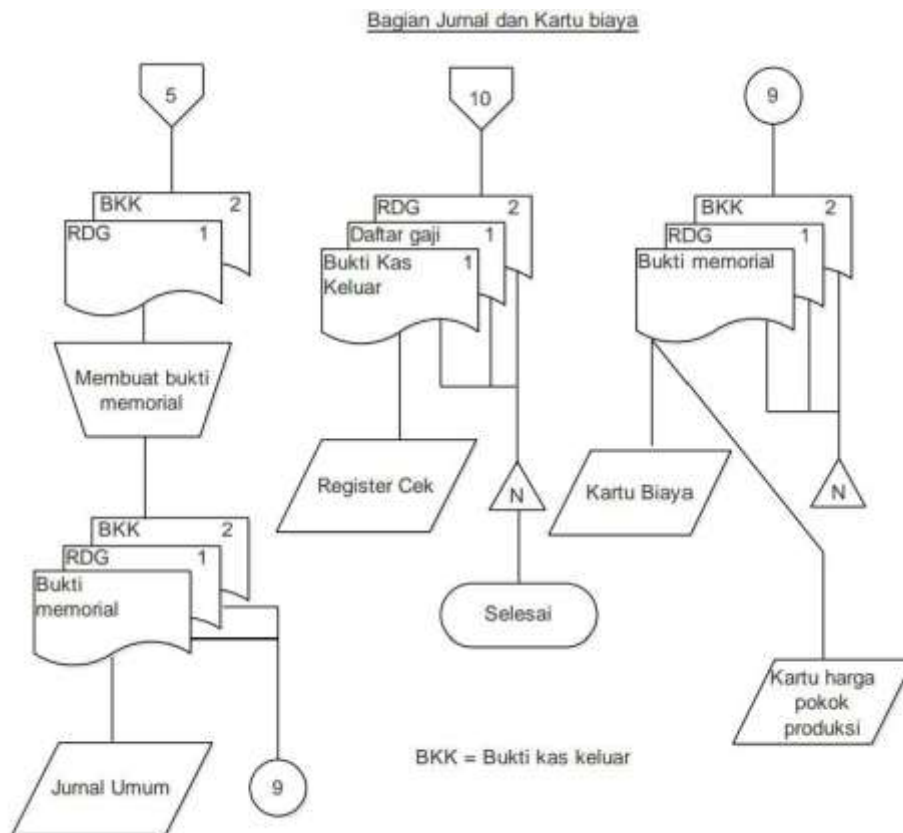 Bagian Jurnal dan Kartu biaya
5
BKK 2
RDG 1
Membuat bukti
memorial
BKK 2
RDG 1
Bukti
memorial
Jurnal Umum
9
10
RDG 2
Daftar gaji 1
Bukti Kas 1
Keluar
Register Cek
N
Selesai
9
BKK 2
RDG 1
Bukti memorial
Kartu Biaya
N
Kartu harga
pokok
produksi
BKK = Bukti kas keluar